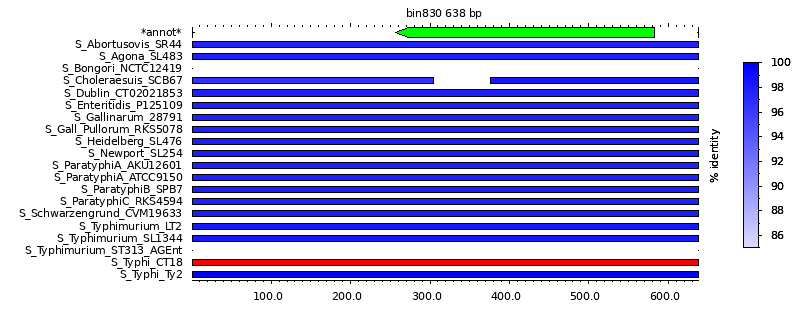 bin830 638 bp
*annot*
S_Abortusovis_SR44
S_Agona_SL483
S_Bongori_NCTC12419
S_Choleraesuis_SCB67
S_Dublin_CT02021853
S_Enteritidis_P125109
S_Gallinarum_28791
S_Gall_Pullorum_RKS5078
S_Heidelberg_SL476
S_Newport_SL254
S_ParatyphiA_AKU12601
S_ParatyphiA_ATCC9150
S_ParatyphiB_SPB7
S_ParatyphiC_RKS4594
S_Schwarzengrund_CVM19633
S_Typhimurium_LT2
S_Typhimurium_SL1344
S_Typhimurium_ST313_AGEnt
S_Typhi_CT18
S_Typhi_Ty2
100.0 200.0 300.0 400.0 500.0 600.0
% identity
100
98
96
94
92
90
88
86